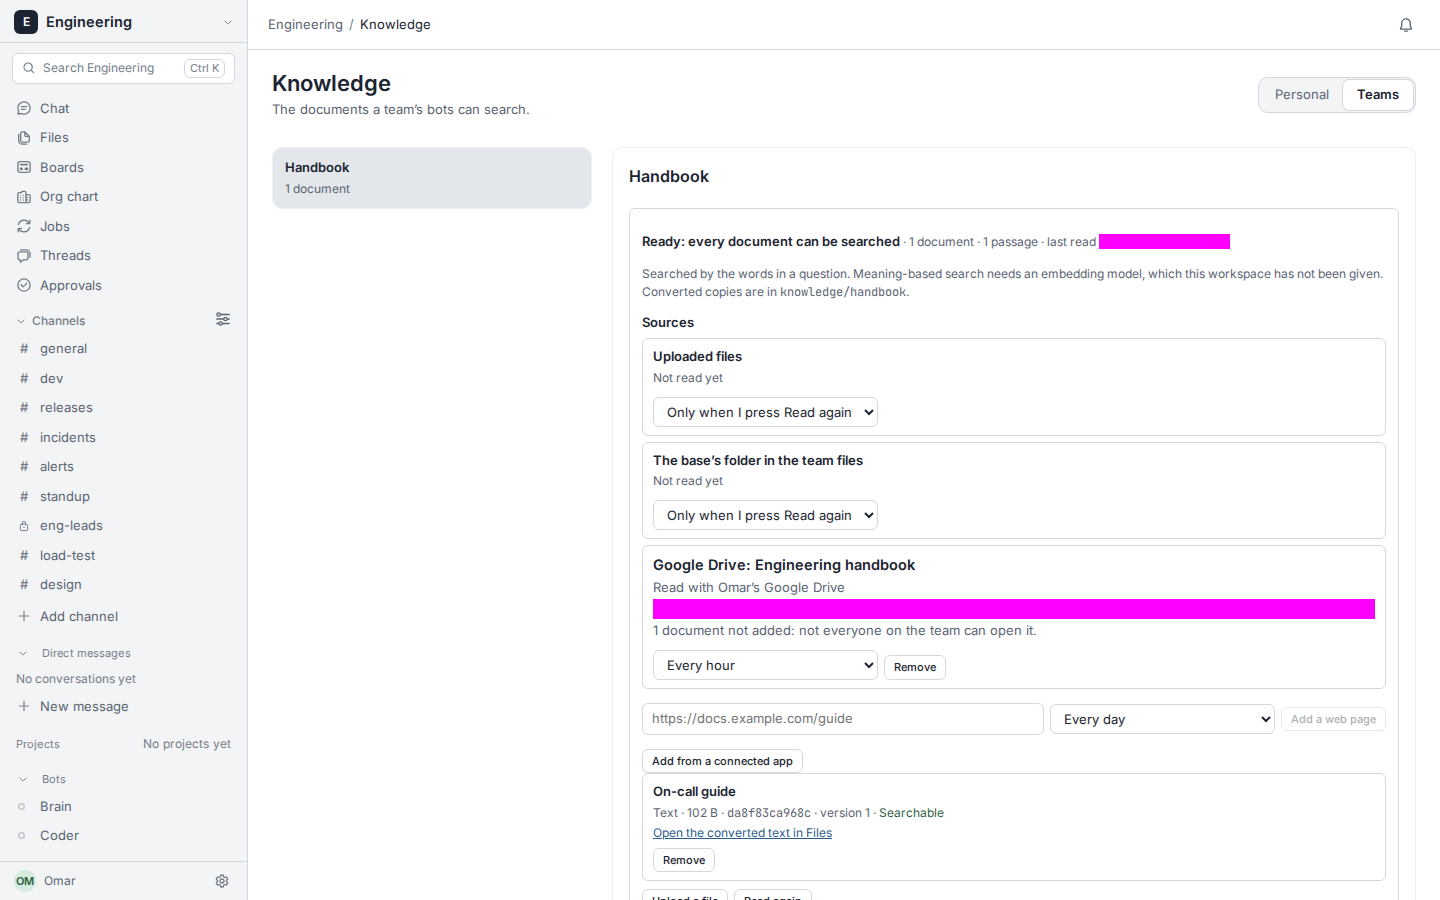 E Engineering
Search Engineering Ctrl K
Chat
Files
Boards
Org chart
Jobs
Threads
Approvals
Channels
# general
# dev
# releases
# incidents
# alerts
# standup
eng-leads
# load-test
# design
Add channel
Direct messages
No conversations yet
New message
Projects No projects yet
Bots
Brain
Coder
OM Omar
Engineering / Knowledge
Knowledge
The documents a team’s bots can search.
Personal Teams
Handbook
1 document
Handbook
Ready: every document can be searched · 1 document · 1 passage · last read
Searched by the words in a question. Meaning-based search needs an embedding model, which this workspace has not been given.
Converted copies are in knowledge/handbook.
Sources
Uploaded files
Not read yet
Only when I press Read again
The base’s folder in the team files
Not read yet
Only when I press Read again
Google Drive: Engineering handbook
Read with Omar’s Google Drive
1 document not added: not everyone on the team can open it.
Every hour Remove
https://docs.example.com/guide Every day Add a web page
Add from a connected app
On-call guide
Text · 102 B · da8f83ca968c · version 1 · Searchable
Open the converted text in Files
Remove
Upload a file Read again